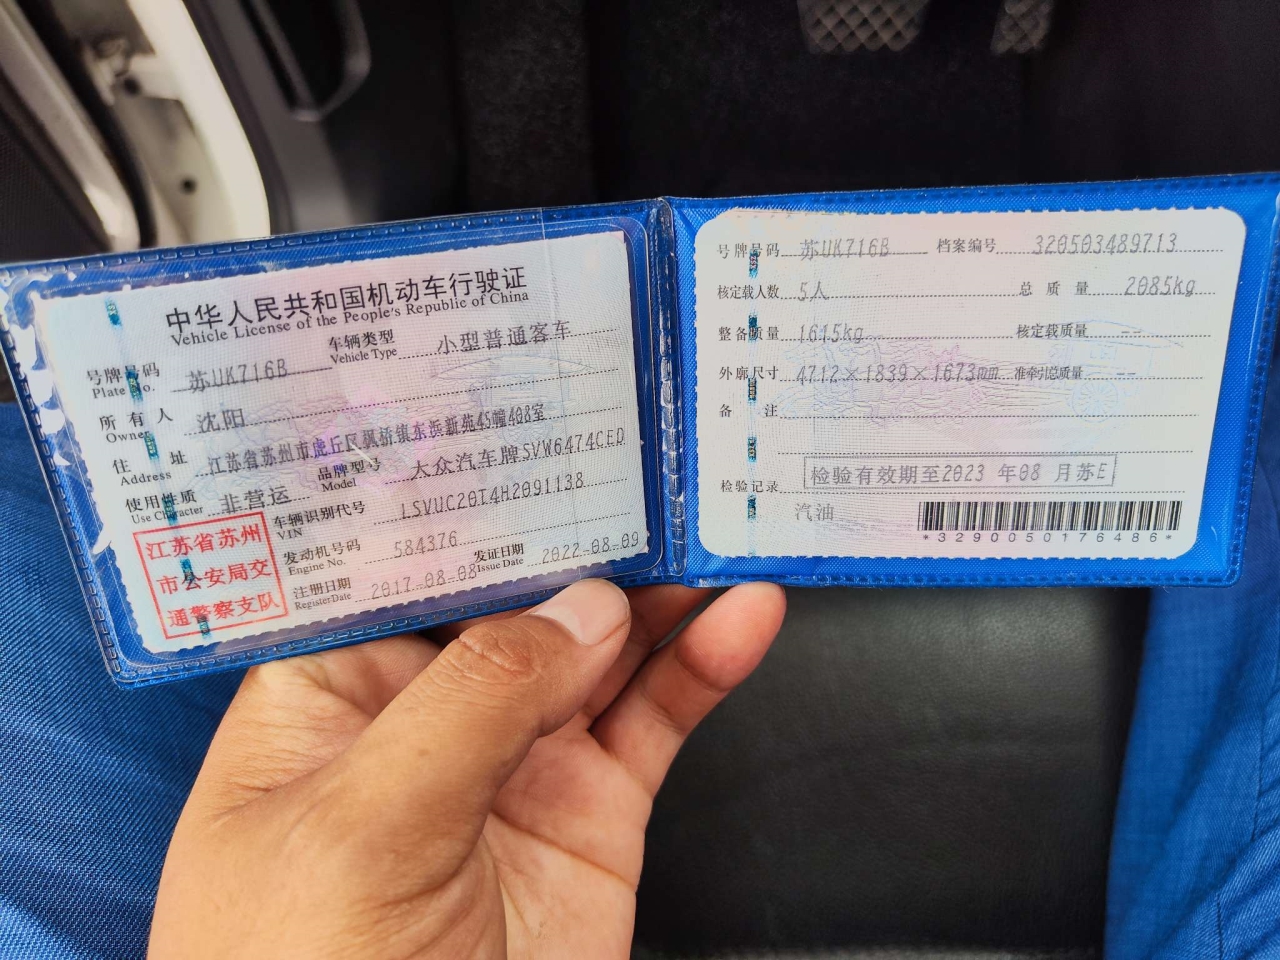 中华人民共和国机动车行驶证
Vehicle License of the People's Republic of China
号牌号码 Plate No. 苏UK716B 车辆类型 Vehicle Type 小型普通客车
所有人 Owner 沈阳
住址 Address 江苏省苏州市虎丘区枫桥镇东浜新苑45幢408室
使用性质 Use Character 非营运 品牌型号 Model 大众汽车牌SVW6474CED
江苏省苏州
市公安局交
通警察支队
车辆识别代号 VIN LSVUC20T4H2091138
发动机号码 Engine No. 584376
注册日期 Register Date 2017-08-08 发证日期 Issue Date 2022-08-09
号牌号码 苏UK716B 档案编号 320503489713
核定载人数 5人 总质量 2085kg
整备质量 1615kg 核定载质量 --
外廓尺寸 4712×1839×1673mm 准牵引总质量 --
备注
检验记录 检验有效期至2023 年08 月苏E
汽油
*3290050176486*